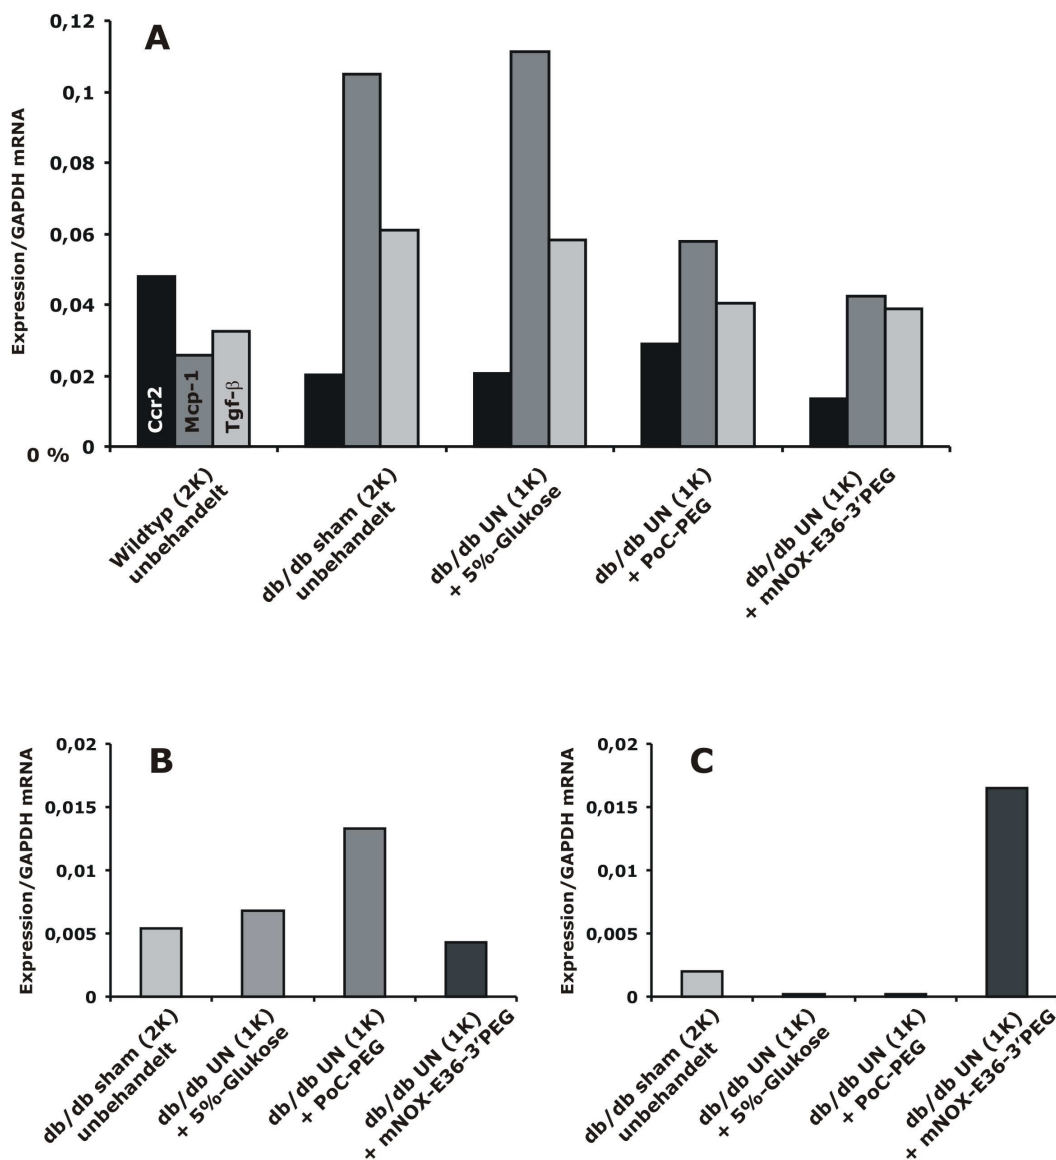 A
Expression/GAPDH mRNA
0,12
0,1
0,08
0,06
0,04
0,02
0
0 %
Ccr2
Mcp-1
Tgf-β
Wildtyp (2K)
unbehandelt
db/db sham (2K)
unbehandelt
db/db UN (1K)
+ 5%-Glukose
db/db UN (1K)
+ PoC-PEG
db/db UN (1K)
+ mNOX-E36-3'PEG
B
Expression/GAPDH mRNA
0,02
0,015
0,01
0,005
0
db/db sham (2K)
unbehandelt
db/db UN (1K)
+ 5%-Glukose
db/db UN (1K)
+ PoC-PEG
db/db UN (1K)
+ mNOX-E36-3'PEG
C
Expression/GAPDH mRNA
0,02
0,015
0,01
0,005
0
db/db sham (2K)
unbehandelt
db/db UN (1K)
+ 5%-Glukose
db/db UN (1K)
+ PoC-PEG
db/db UN (1K)
+ mNOX-E36-3'PEG